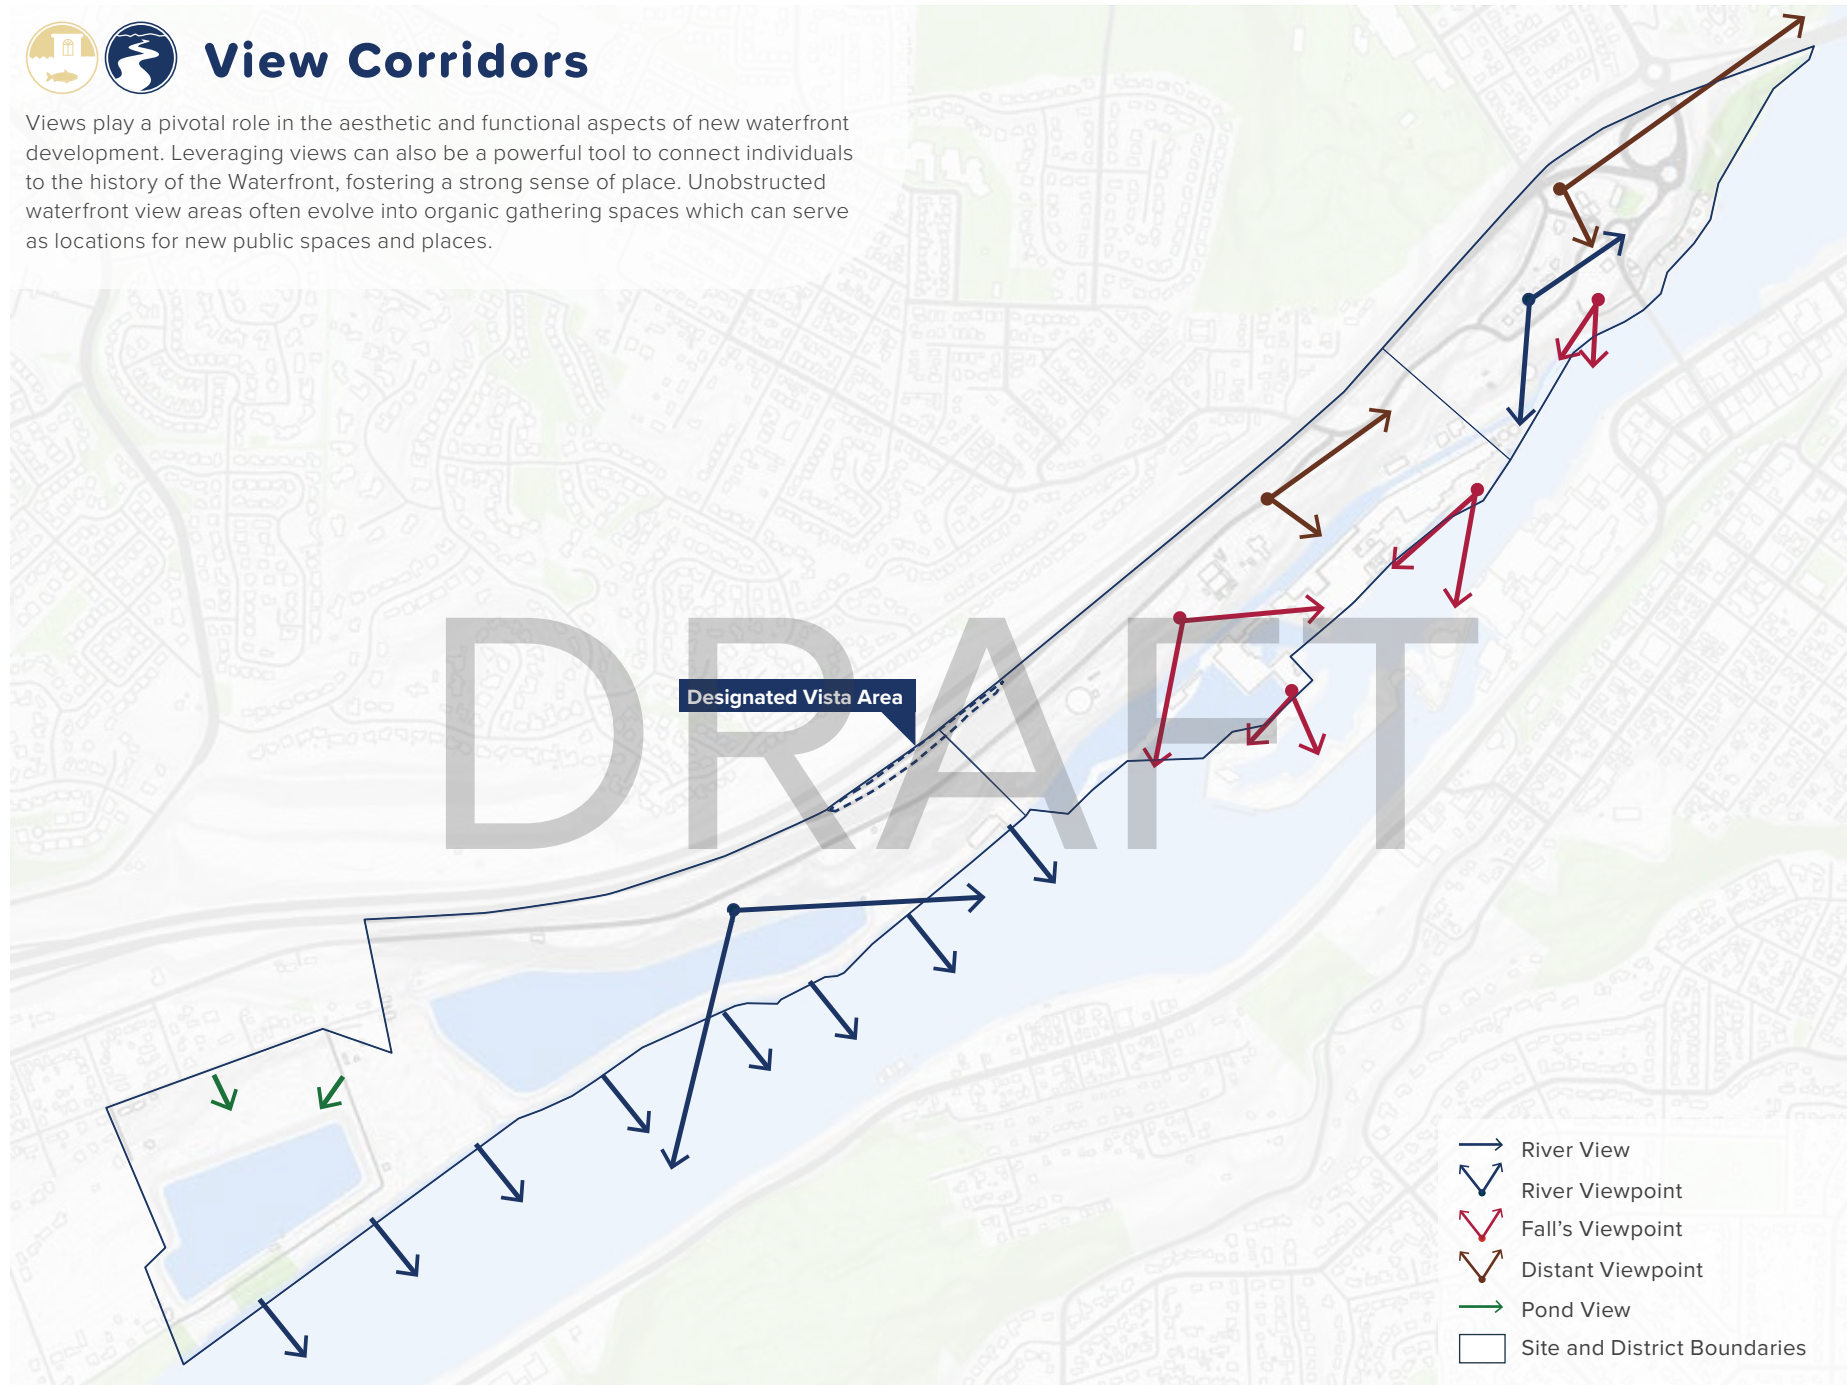 View Corridors
Views play a pivotal role in the aesthetic and functional aspects of new waterfront
development. Leveraging views can also be a powerful tool to connect individuals
to the history of the Waterfront, fostering a strong sense of place. Unobstructed
waterfront view areas often evolve into organic gathering spaces which can serve
as locations for new public spaces and places.
DRAFT
Designated Vista Area
River View
River Viewpoint
Fall's Viewpoint
Distant Viewpoint
Pond View
Site and District Boundaries